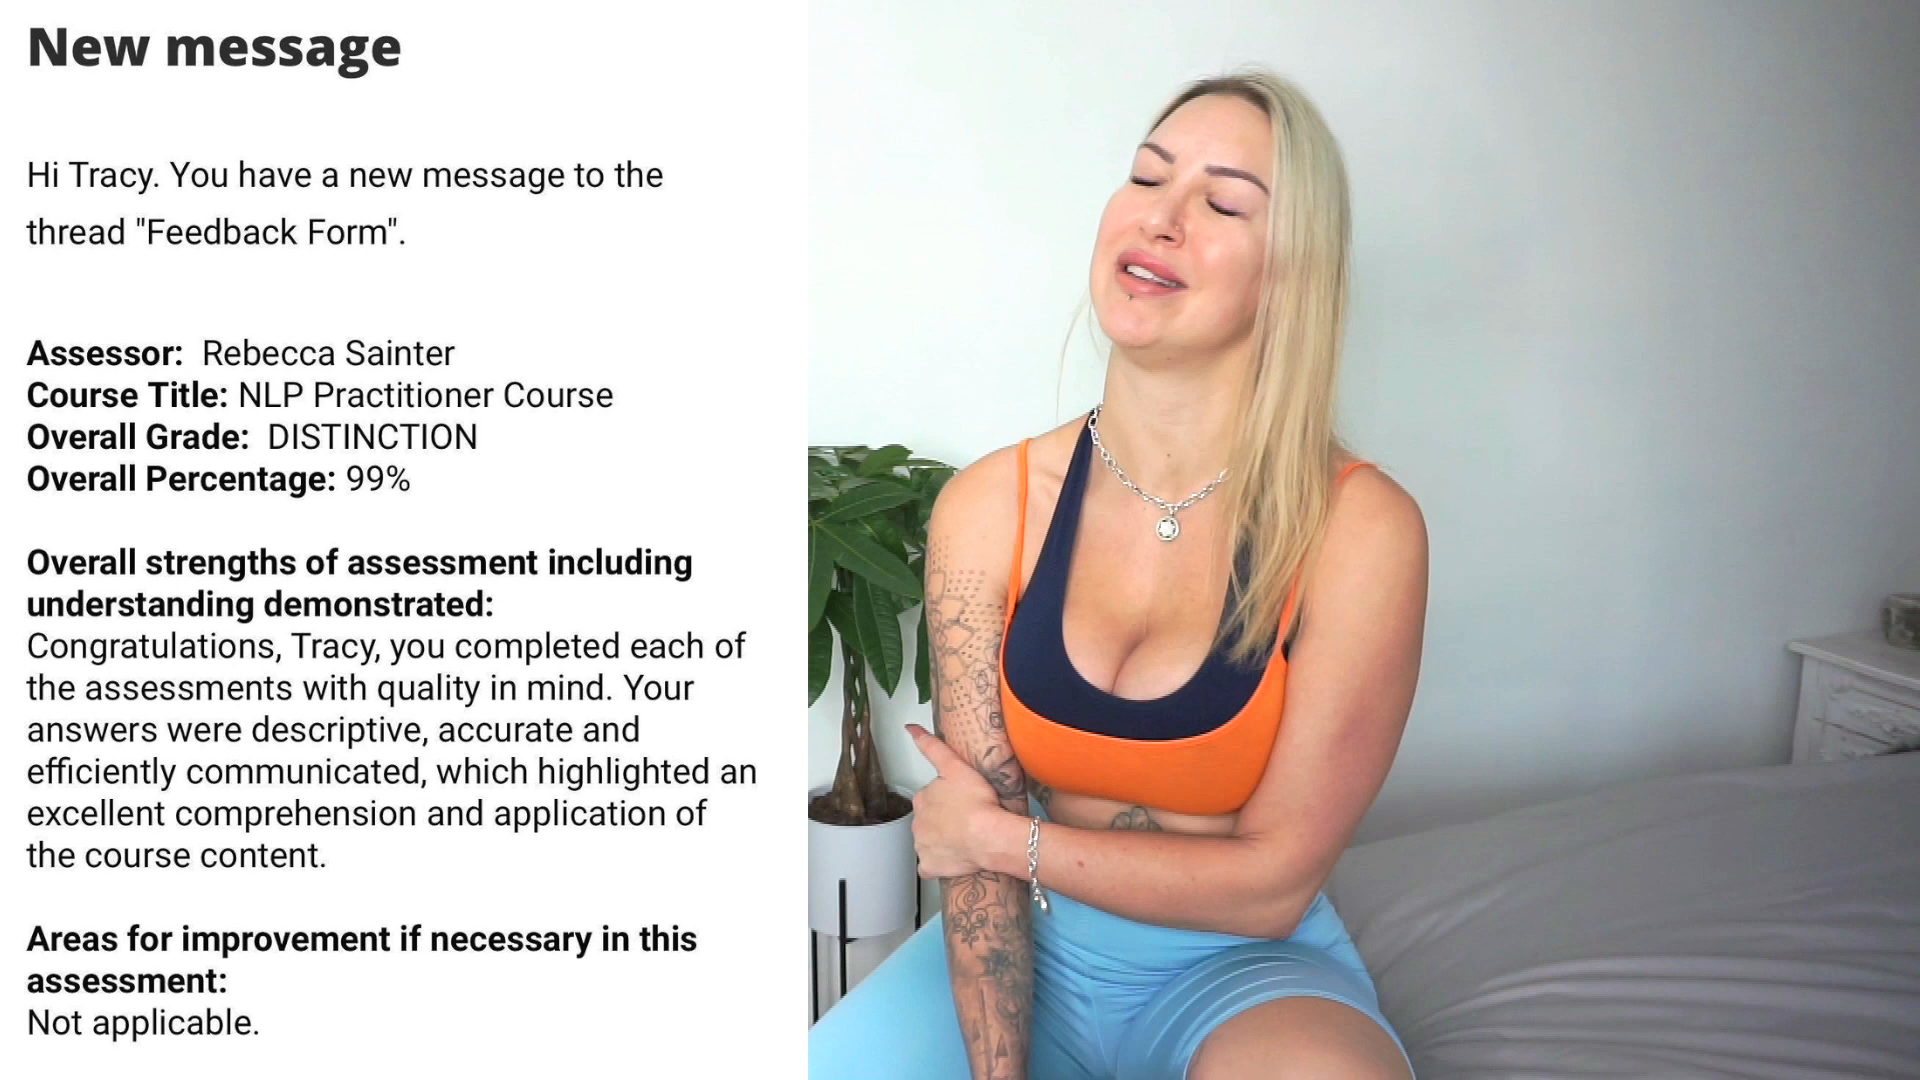 New message
Hi Tracy. You have a new message to the
thread "Feedback Form".
Assessor: Rebecca Sainter
Course Title: NLP Practitioner Course
Overall Grade: DISTINCTION
Overall Percentage: 99%
Overall strengths of assessment including
understanding demonstrated:
Congratulations, Tracy, you completed each of
the assessments with quality in mind. Your
answers were descriptive, accurate and
efficiently communicated, which highlighted an
excellent comprehension and application of
the course content.
Areas for improvement if necessary in this
assessment:
Not applicable.